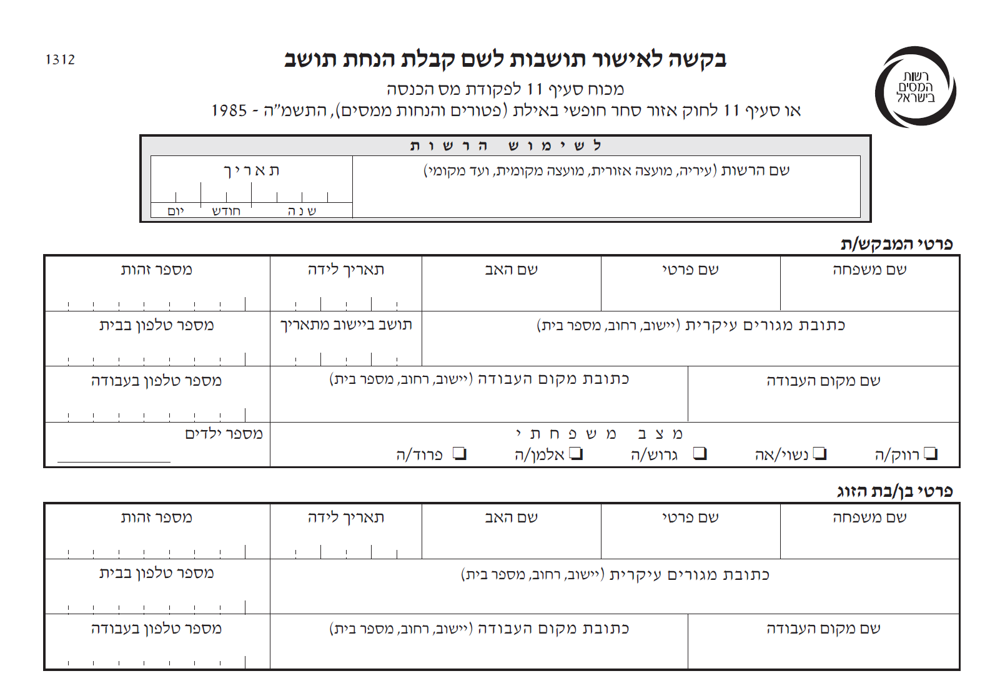 1312
רשות
המסים
בישראל
בקשה לאישור תושבות לשם קבלת הנחת תושב
מכוח סעיף 11 לפקודת מס הכנסה
או סעיף 11 לחוק אזור סחר חופשי באילת (פטורים והנחות ממסים), התשמ"ה - 1985
לשימוש הרשות
שם הרשות (עיריה, מועצה אזורית, מועצה מקומית, ועד מקומי) תאריך
יום חודש שנה
פרטי המבקש/ת
שם משפחה שם פרטי שם האב תאריך לידה מספר זהות
כתובת מגורים עיקרית (יישוב, רחוב, מספר בית) תושב ביישוב מתאריך מספר טלפון בבית
שם מקום העבודה כתובת מקום העבודה (יישוב, רחוב, מספר בית) מספר טלפון בעבודה
מצב משפחתי מספר ילדים
❏ רווק/ה ❏ נשוי/אה ❏ גרוש/ה ❏ אלמן/ה ❏ פרוד/ה
פרטי בן/בת הזוג
שם משפחה שם פרטי שם האב תאריך לידה מספר זהות
כתובת מגורים עיקרית (יישוב, רחוב, מספר בית) מספר טלפון בבית
שם מקום העבודה כתובת מקום העבודה (יישוב, רחוב, מספר בית) מספר טלפון בעבודה